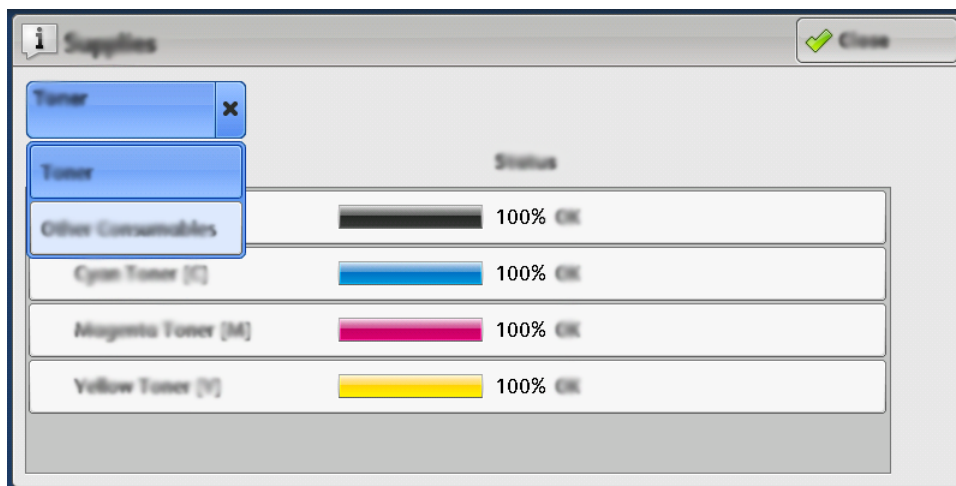 Supplies
Close
Toner
Toner
Status
Other Consumables
100% OK
Cyan Toner [C]
100% OK
Magenta Toner [M]
100% OK
Yellow Toner [Y]
100% OK